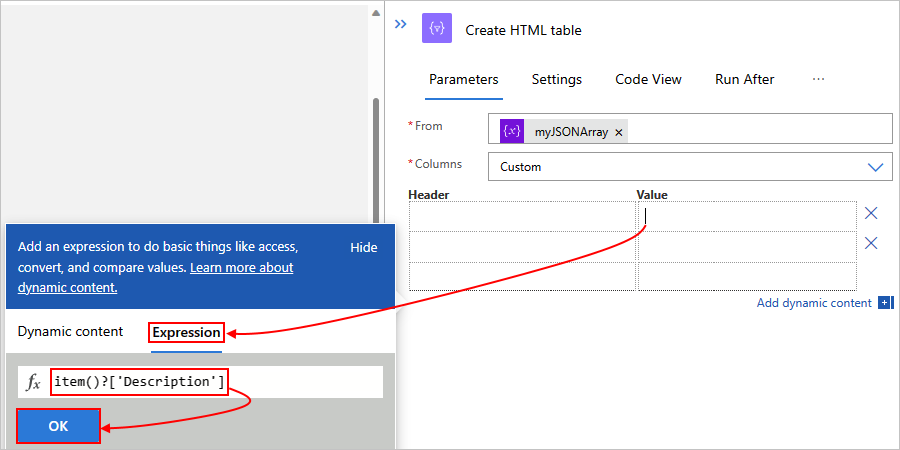 Create HTML table
Parameters Settings Code View Run After ...
*From {x} myJSONArray ×
*Columns Custom
Header Value
Add dynamic content
Add an expression to do basic things like access,
convert, and compare values. Learn more about
dynamic content.
Hide
Dynamic content Expression
fx item()?['Description']
OK